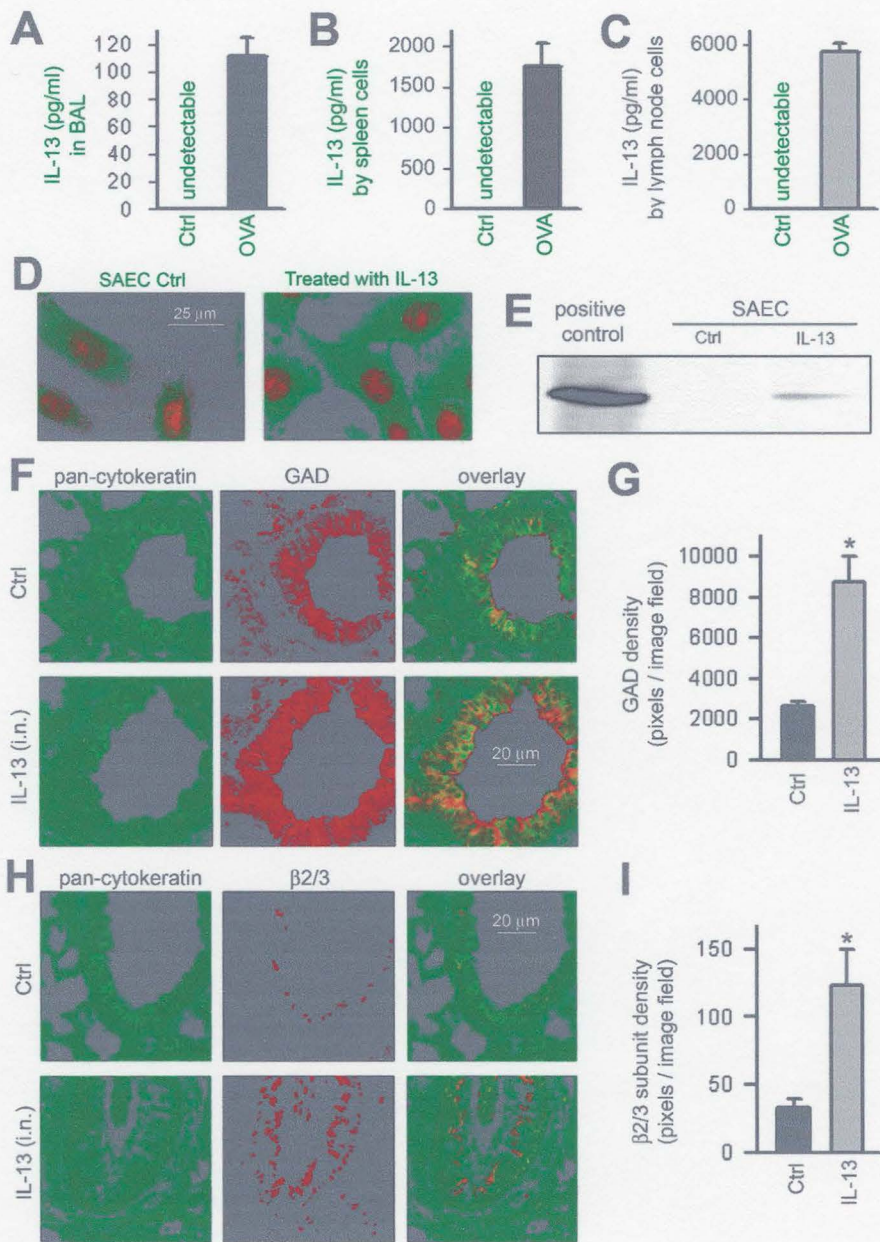 A
IL-13 (pg/ml)
in BAL
120
100
80
60
40
20
0
undetectable
Ctrl
OVA
B
IL-13 (pg/ml)
by spleen cells
2000
1500
1000
500
0
undetectable
Ctrl
OVA
C
IL-13 (pg/ml)
by lymph node cells
6000
4000
2000
0
undetectable
Ctrl
OVA
D
SAEC Ctrl
Treated with IL-13
25 μm
E
positive
control
SAEC
Ctrl
IL-13
F
pan-cytokeratin
GAD
overlay
Ctrl
IL-13 (i.n.)
20 μm
G
GAD density
(pixels / image field)
10000
8000
6000
4000
2000
0
*
Ctrl
IL-13
H
pan-cytokeratin
β2/3
overlay
20 μm
Ctrl
IL-13 (i.n.)
I
β2/3 subunit density
(pixels / image field)
150
100
50
0
*
Ctrl
IL-13